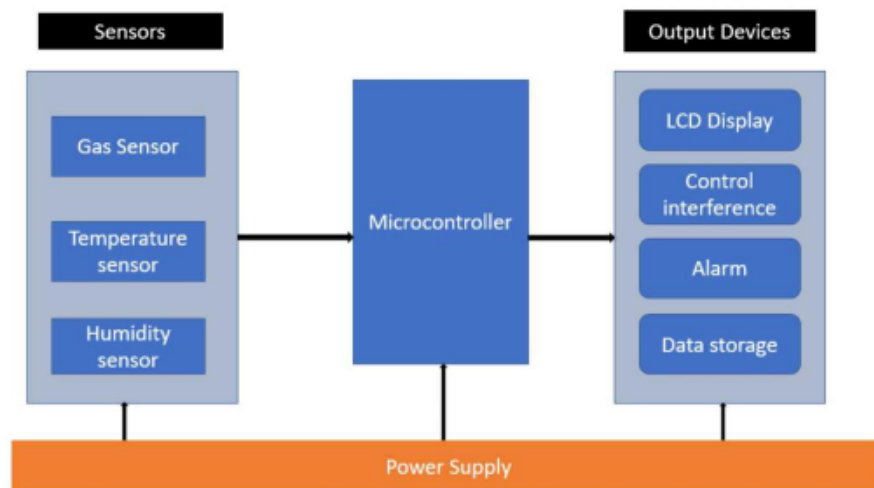 Sensors
Output Devices
Gas Sensor
Temperature
sensor
Humidity
sensor
Microcontroller
LCD Display
Control
interference
Alarm
Data storage
Power Supply